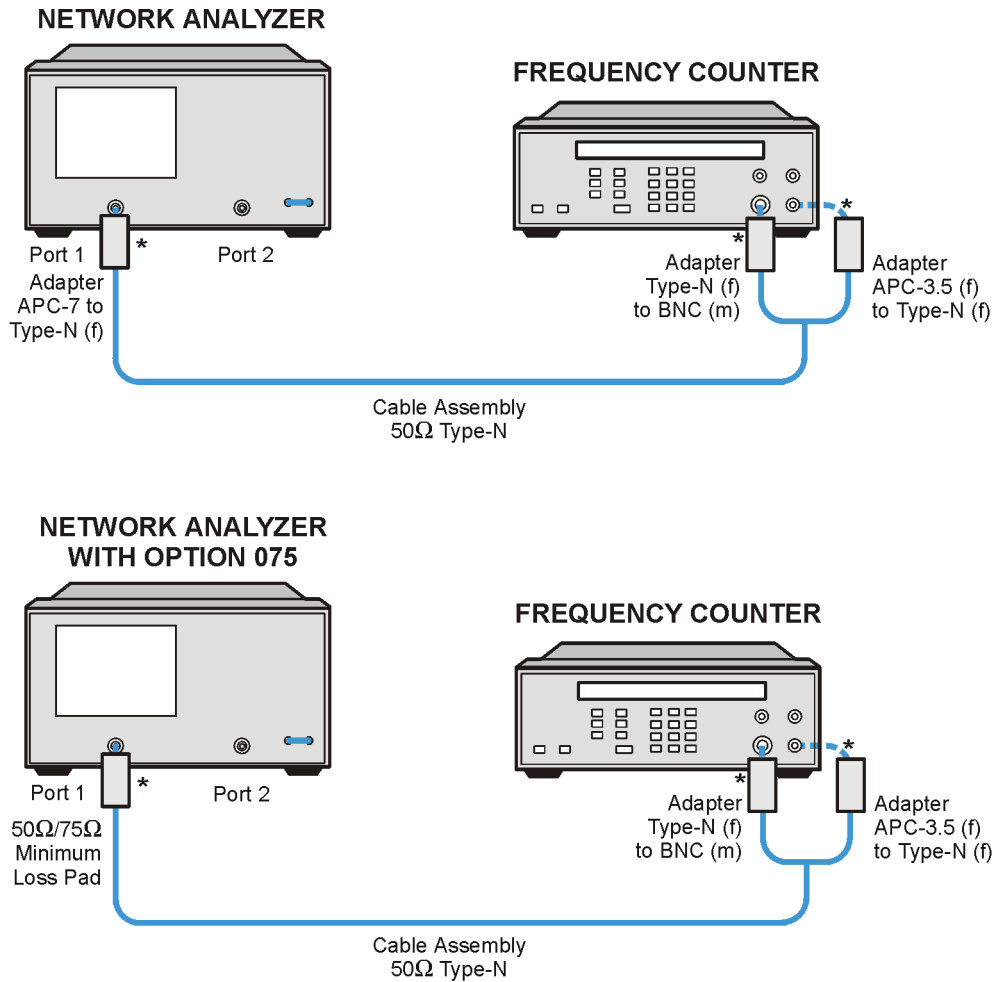 NETWORK ANALYZER
FREQUENCY COUNTER
Port 1
*
Port 2
Adapter
APC-7 to
Type-N (f)
*
*
Adapter
Type-N (f)
to BNC (m)
Adapter
APC-3.5 (f)
to Type-N (f)
Cable Assembly
50Ω Type-N
NETWORK ANALYZER
WITH OPTION 075
FREQUENCY COUNTER
Port 1
*
Port 2
50Ω/75Ω
Minimum
Loss Pad
*
*
Adapter
Type-N (f)
to BNC (m)
Adapter
APC-3.5 (f)
to Type-N (f)
Cable Assembly
50Ω Type-N